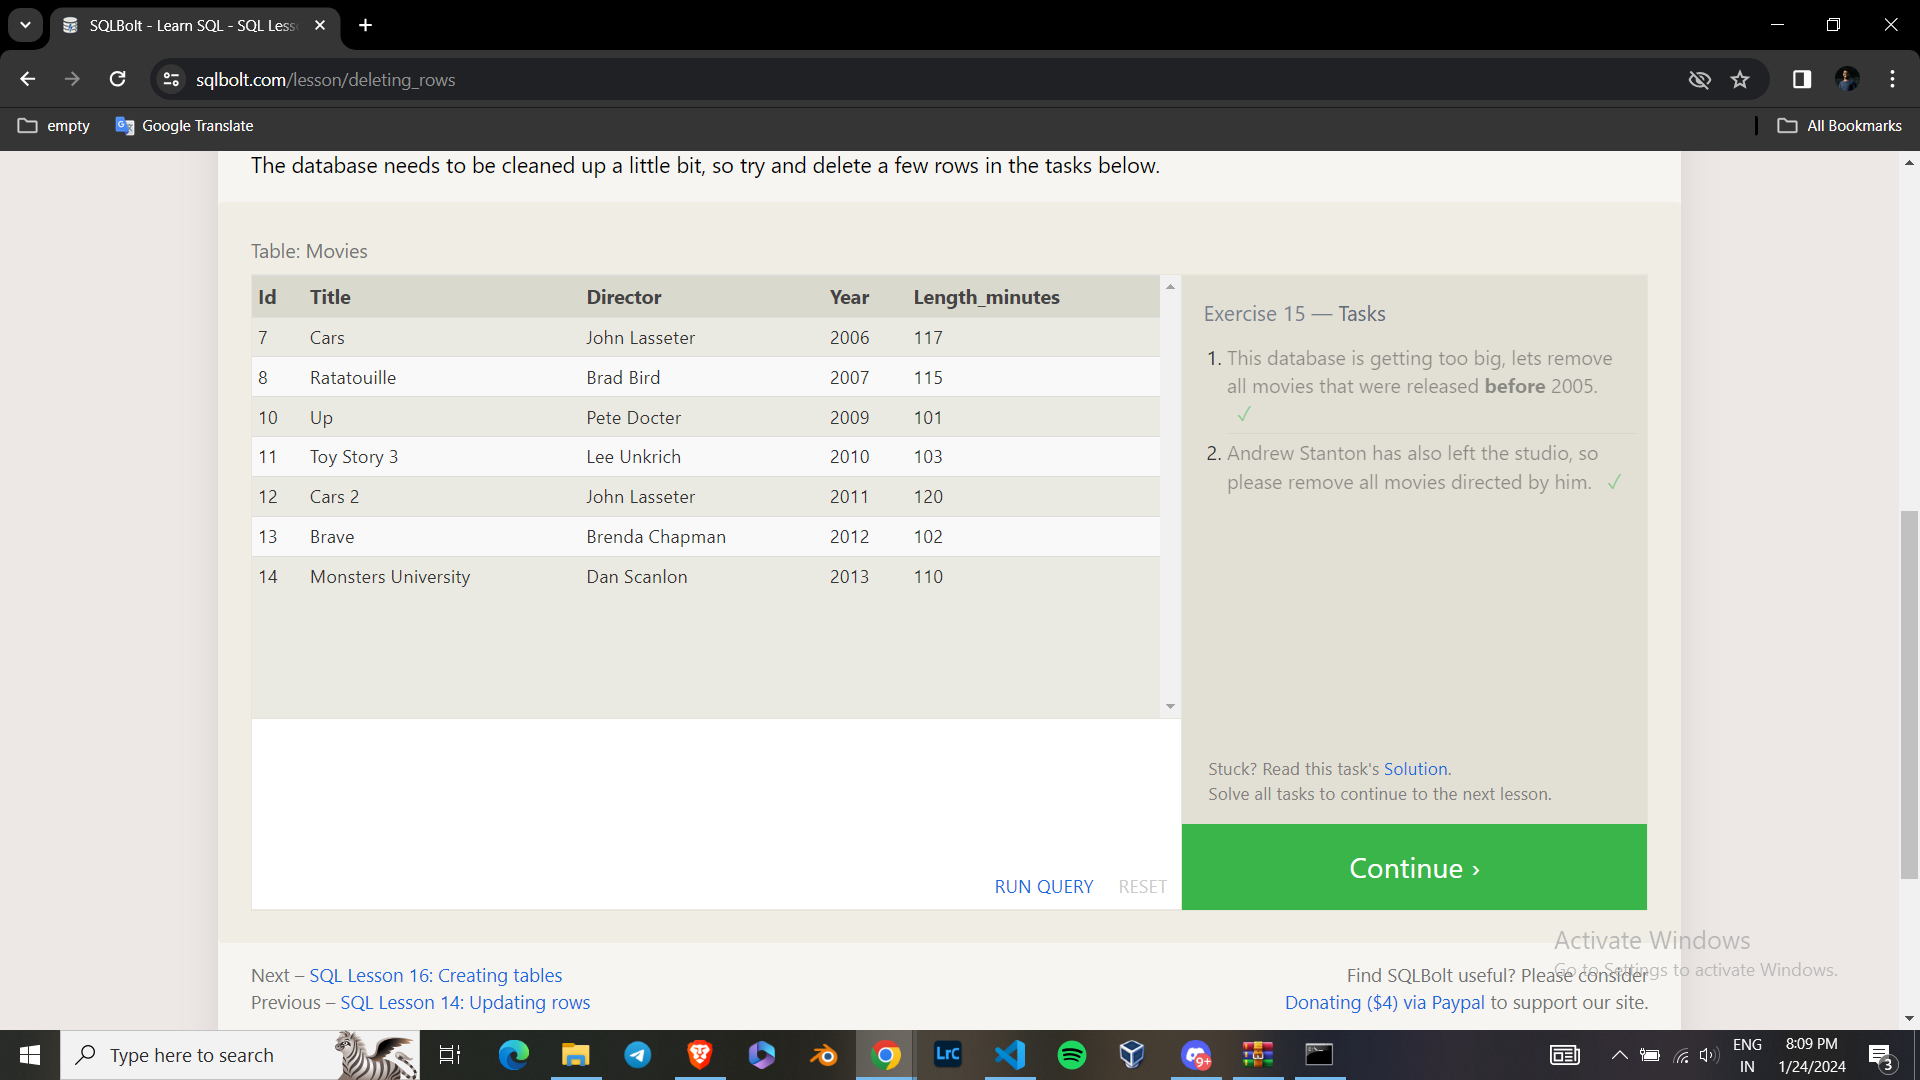 SQLBolt - Learn SQL - SQL Less
sqlbolt.com/lesson/deleting_rows
empty
Google Translate
All Bookmarks
The database needs to be cleaned up a little bit, so try and delete a few rows in the tasks below.
Table: Movies
Id Title Director Year Length_minutes
7 Cars John Lasseter 2006 117
8 Ratatouille Brad Bird 2007 115
10 Up Pete Docter 2009 101
11 Toy Story 3 Lee Unkrich 2010 103
12 Cars 2 John Lasseter 2011 120
13 Brave Brenda Chapman 2012 102
14 Monsters University Dan Scanlon 2013 110
Exercise 15 — Tasks
1. This database is getting too big, lets remove
all movies that were released before 2005.
✓
2. Andrew Stanton has also left the studio, so
please remove all movies directed by him. ✓
Stuck? Read this task's Solution.
Solve all tasks to continue to the next lesson.
RUN QUERY RESET
Continue ›
Next – SQL Lesson 16: Creating tables
Previous – SQL Lesson 14: Updating rows
Find SQLBolt useful? Please consider
Donating ($4) via Paypal to support our site.
Activate Windows
Go to Settings to activate Windows.
Type here to search
Lrc
9+
ENG
IN
8:09 PM
1/24/2024
3